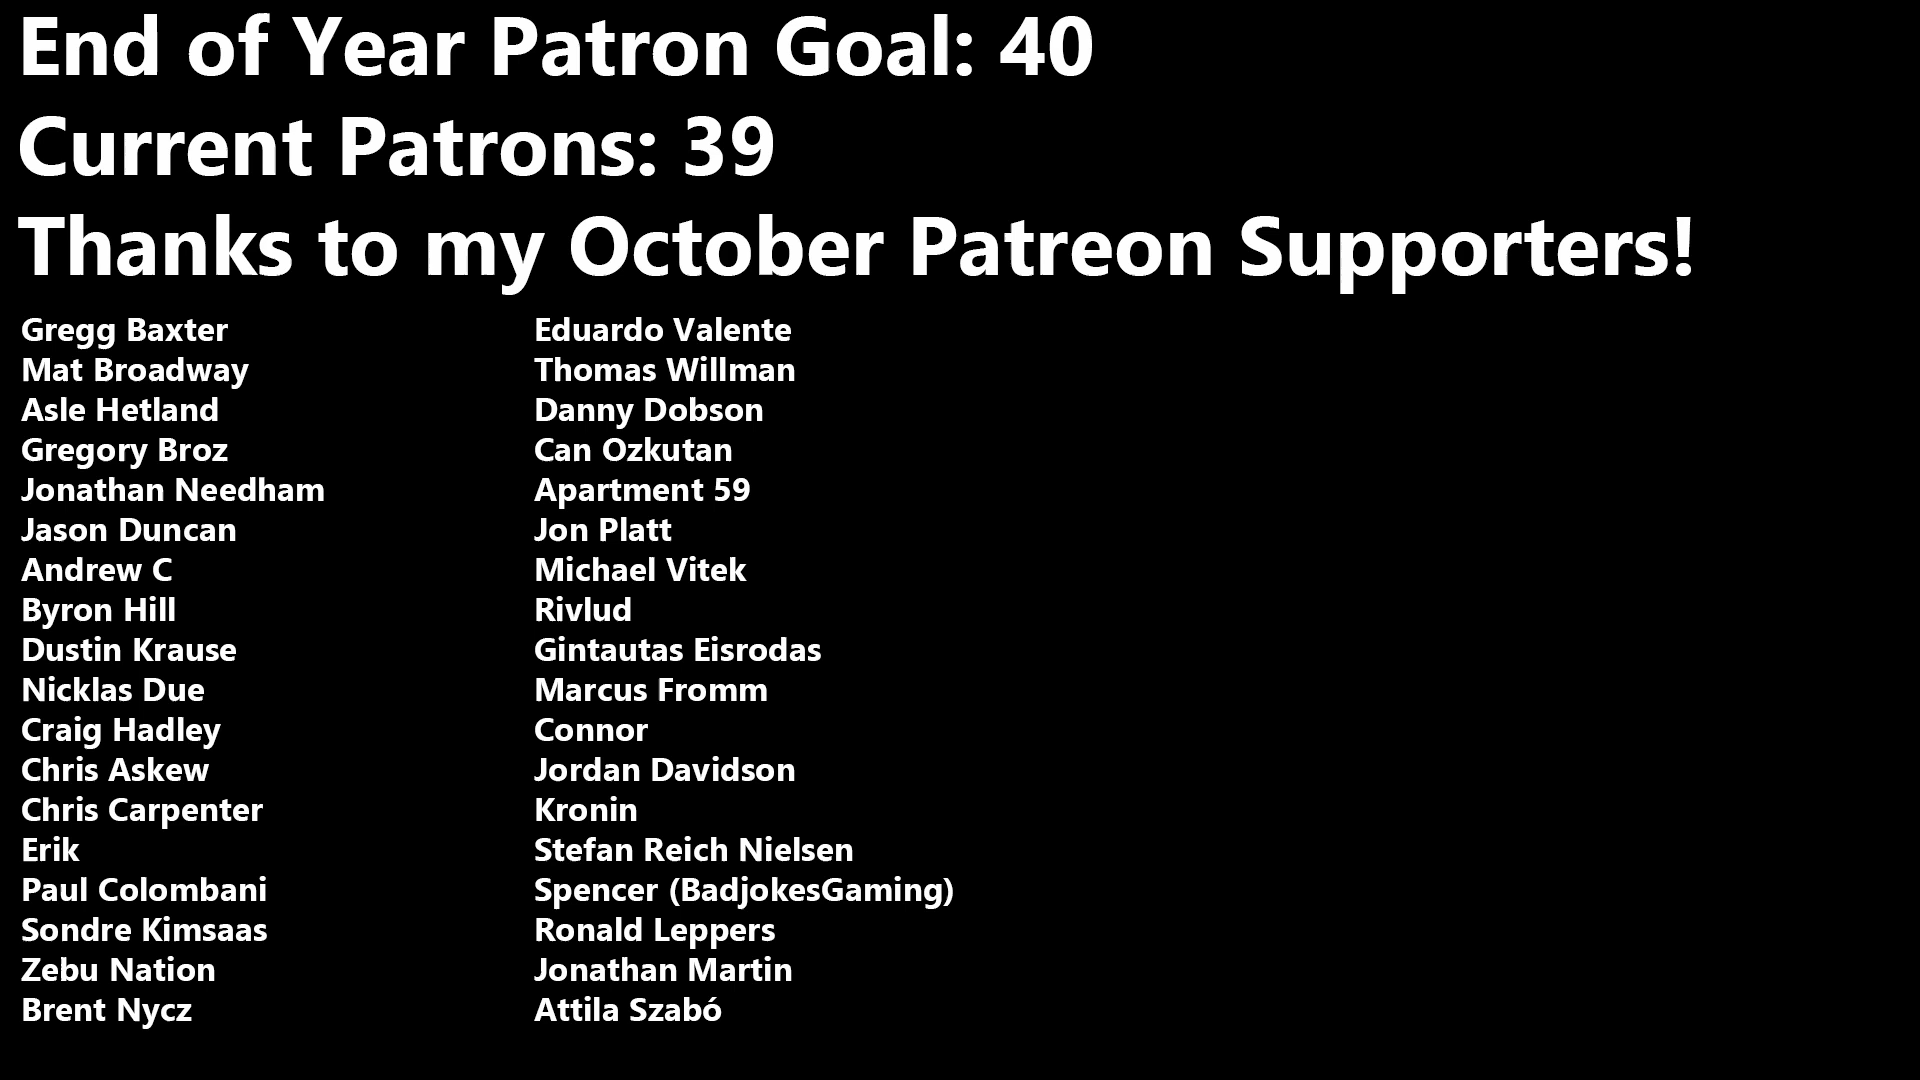 End of Year Patron Goal: 40
Current Patrons: 39
Thanks to my October Patreon Supporters!
Gregg Baxter
Mat Broadway
Asle Hetland
Gregory Broz
Jonathan Needham
Jason Duncan
Andrew C
Byron Hill
Dustin Krause
Nicklas Due
Craig Hadley
Chris Askew
Chris Carpenter
Erik
Paul Colombani
Sondre Kimsaas
Zebu Nation
Brent Nycz
Eduardo Valente
Thomas Willman
Danny Dobson
Can Ozkutan
Apartment 59
Jon Platt
Michael Vitek
Rivlud
Gintautas Eisrodas
Marcus Fromm
Connor
Jordan Davidson
Kronin
Stefan Reich Nielsen
Spencer (BadjokesGaming)
Ronald Leppers
Jonathan Martin
Attila Szabó